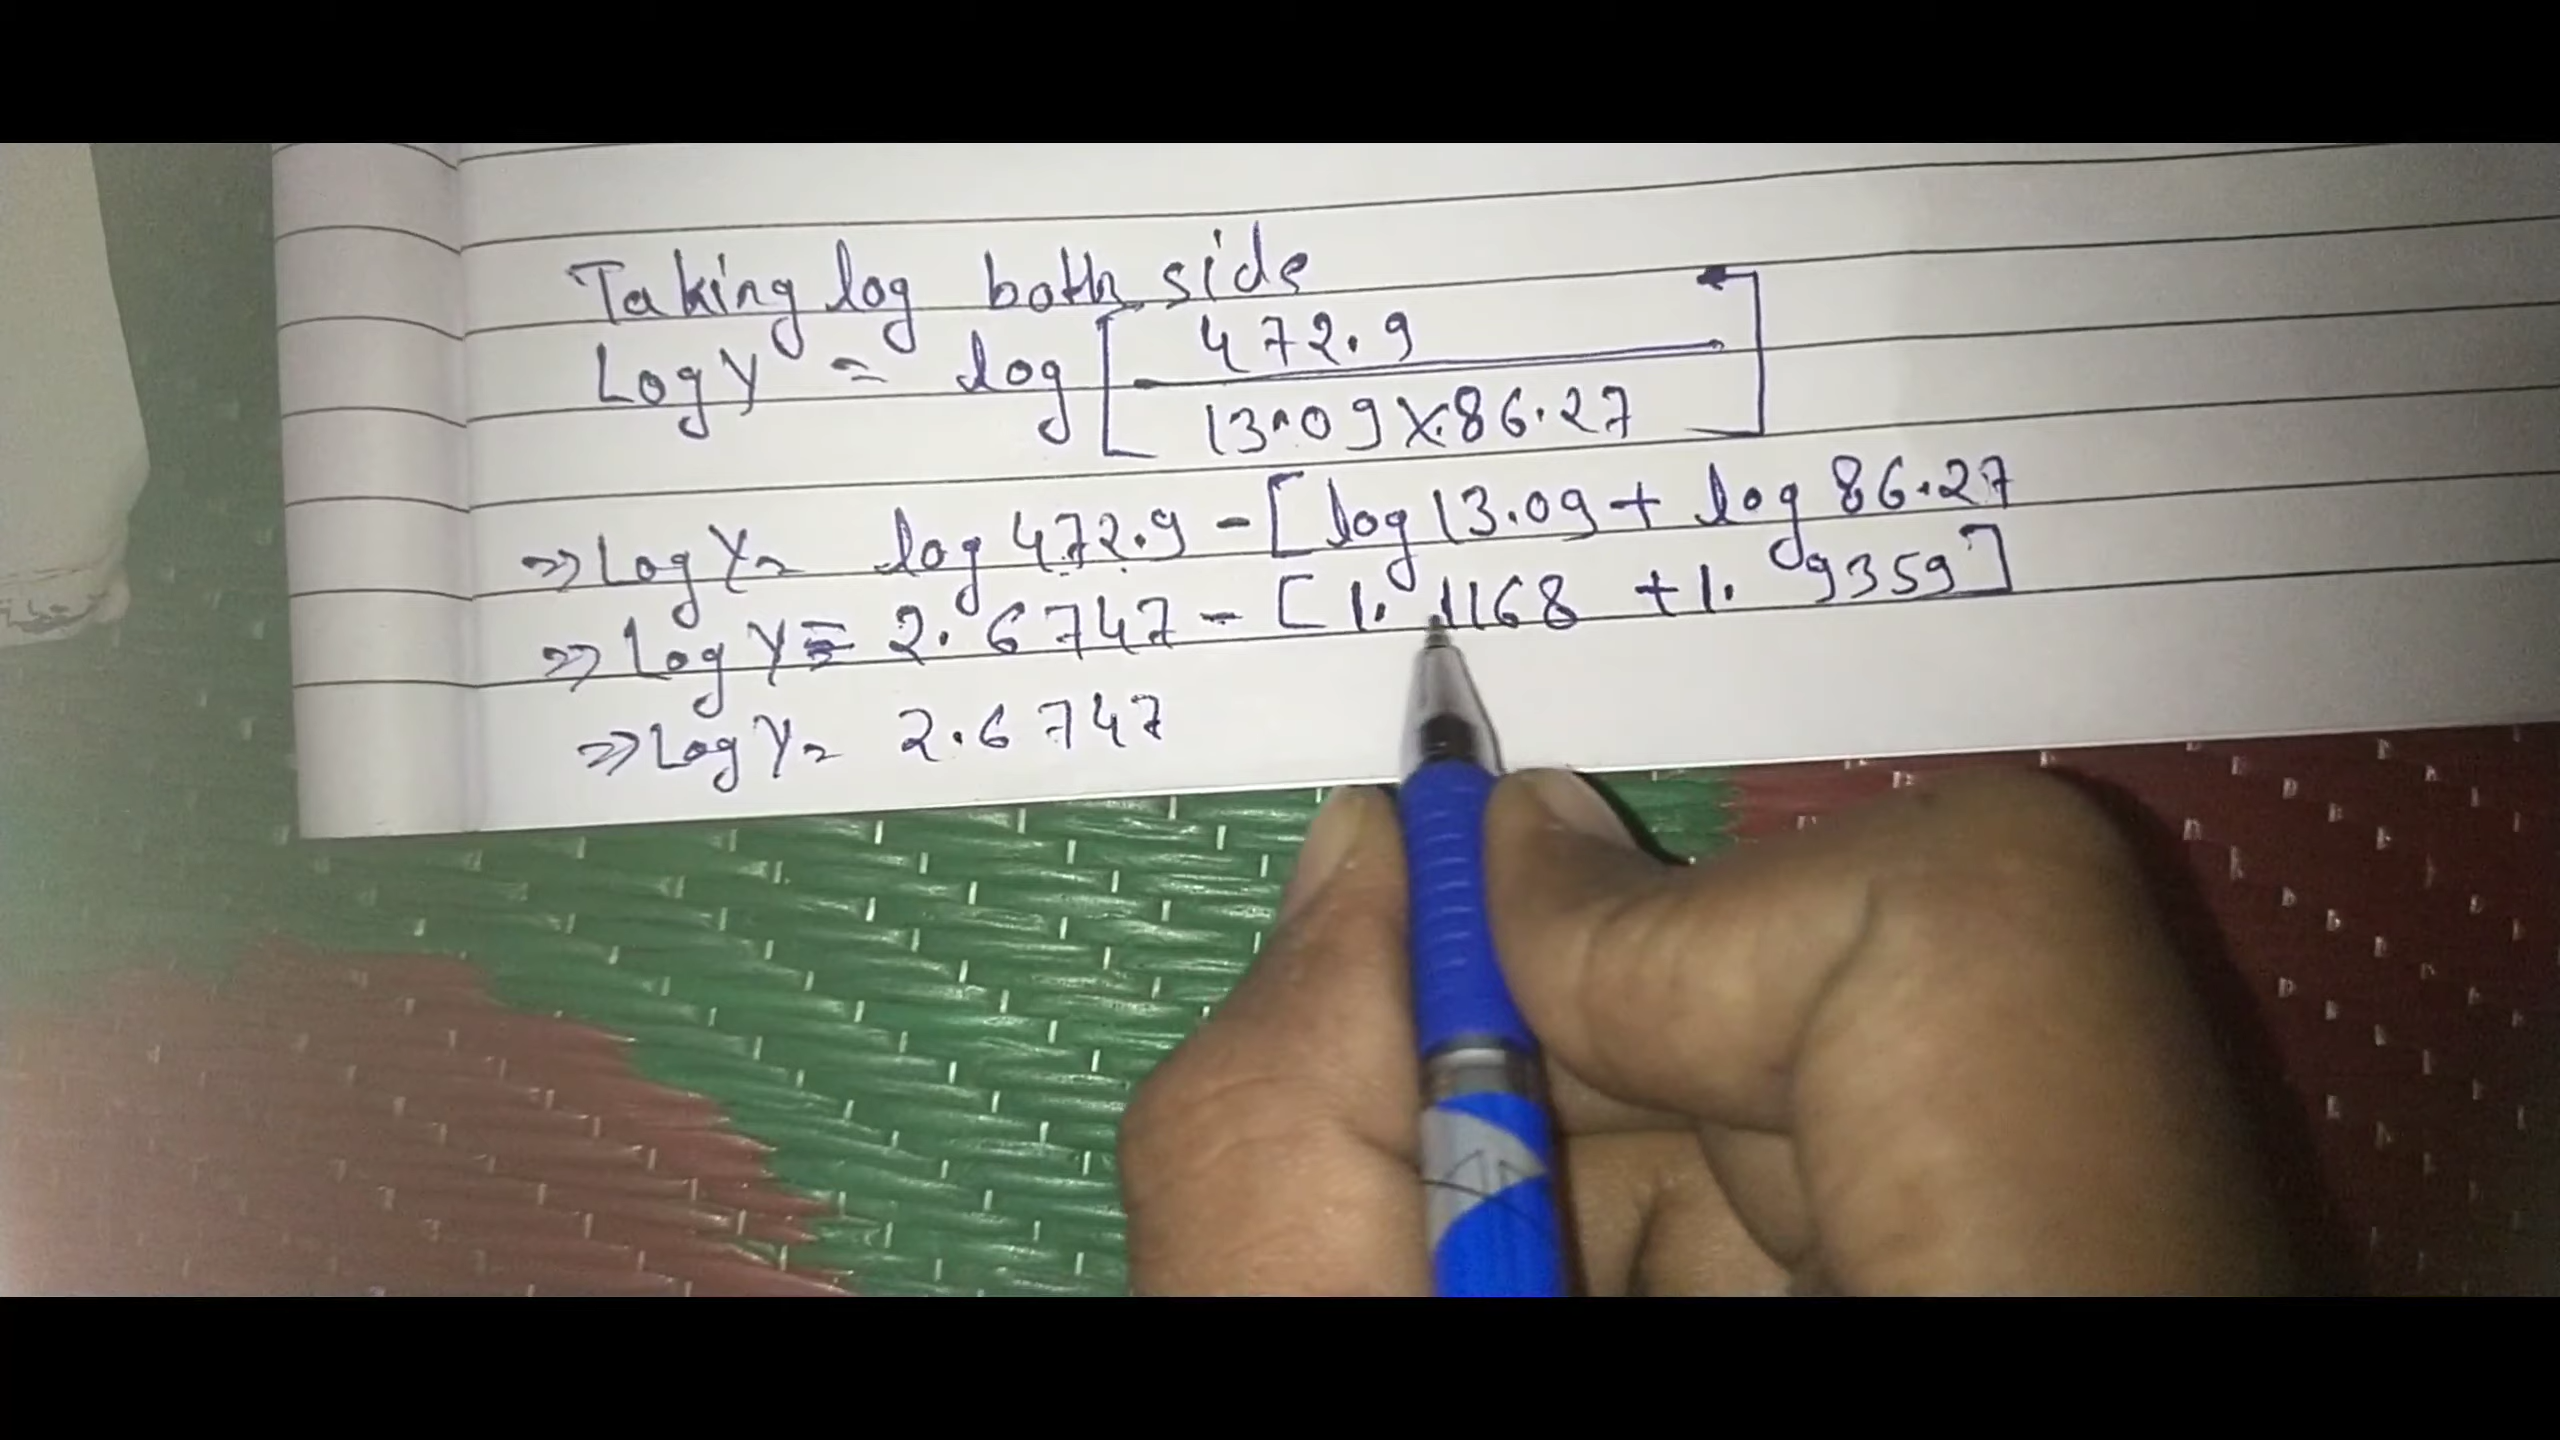 Taking log both side
Log Y = log [ 472.9 / 13.09 × 86.27 ]
⇒ Log Y = log 472.9 - [log 13.09 + log 86.27
⇒ Log Y = 2.6747 - [1.1168 + 1.9359]
⇒ Log Y = 2.6747